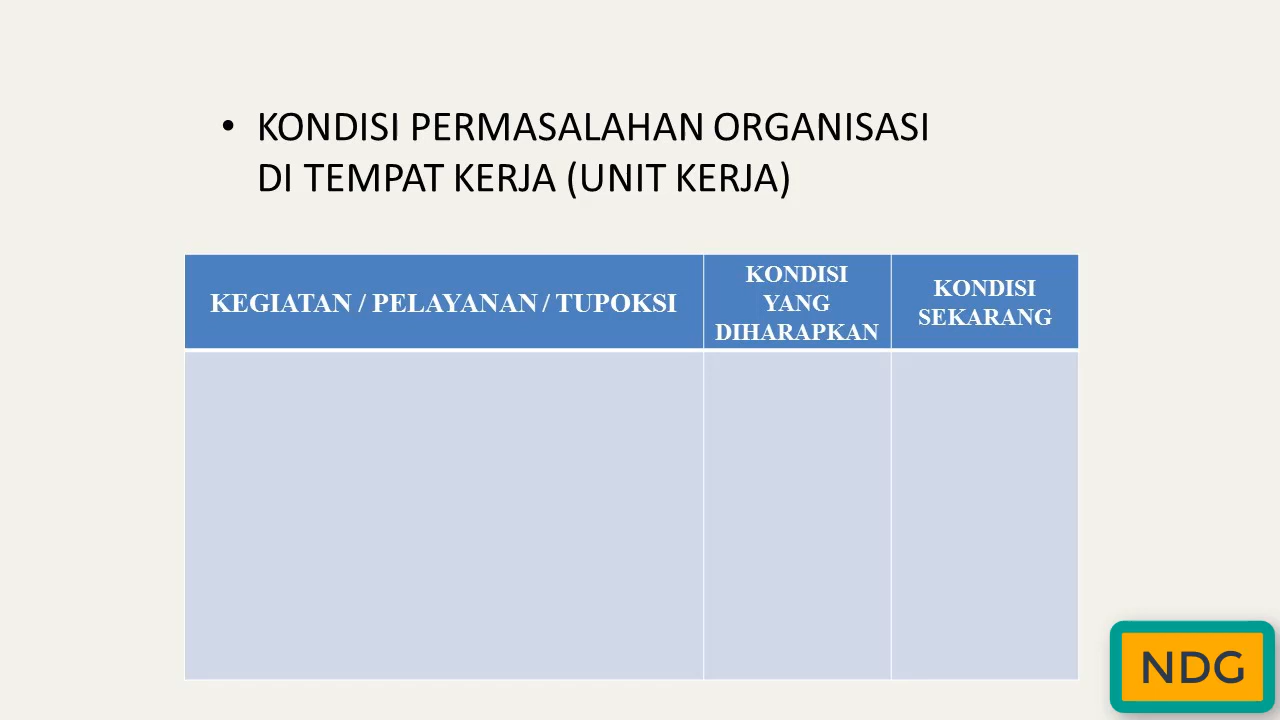 • KONDISI PERMASALAHAN ORGANISASI
DI TEMPAT KERJA (UNIT KERJA)
KEGIATAN / PELAYANAN / TUPOKSI
KONDISI
YANG
DIHARAPKAN
KONDISI
SEKARANG
NDG